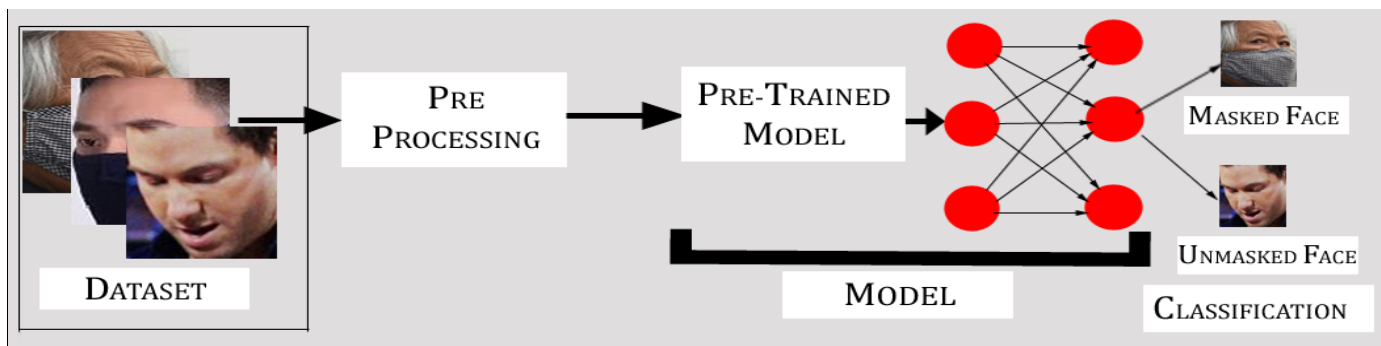 PRE
PROCESSING
PRE-TRAINED
MODEL
MASKED FACE
UNMASKED FACE
DATASET
MODEL
CLASSIFICATION